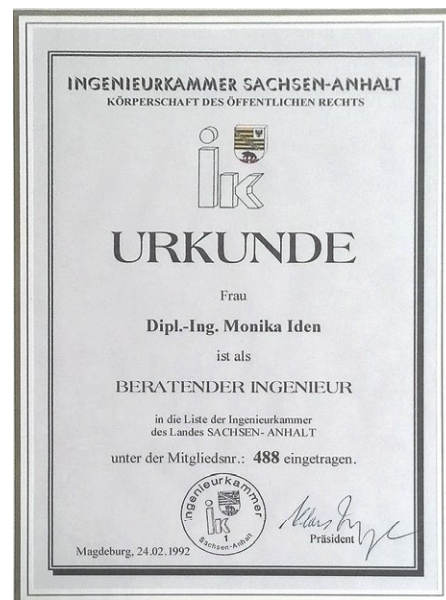 INGENIEURKAMMER SACHSEN-ANHALT
KÖRPERSCHAFT DES ÖFFENTLICHEN RECHTS
ik
URKUNDE
Frau
Dipl.-Ing. Monika Iden
ist als
BERATENDER INGENIEUR
in die Liste der Ingenieurkammer
des Landes SACHSEN- ANHALT
unter der Mitgliedsnr.: 488 eingetragen.
ingenieurkammer
ik
1
Sachsen-Anhalt
Präsident
Magdeburg, 24.02.1992